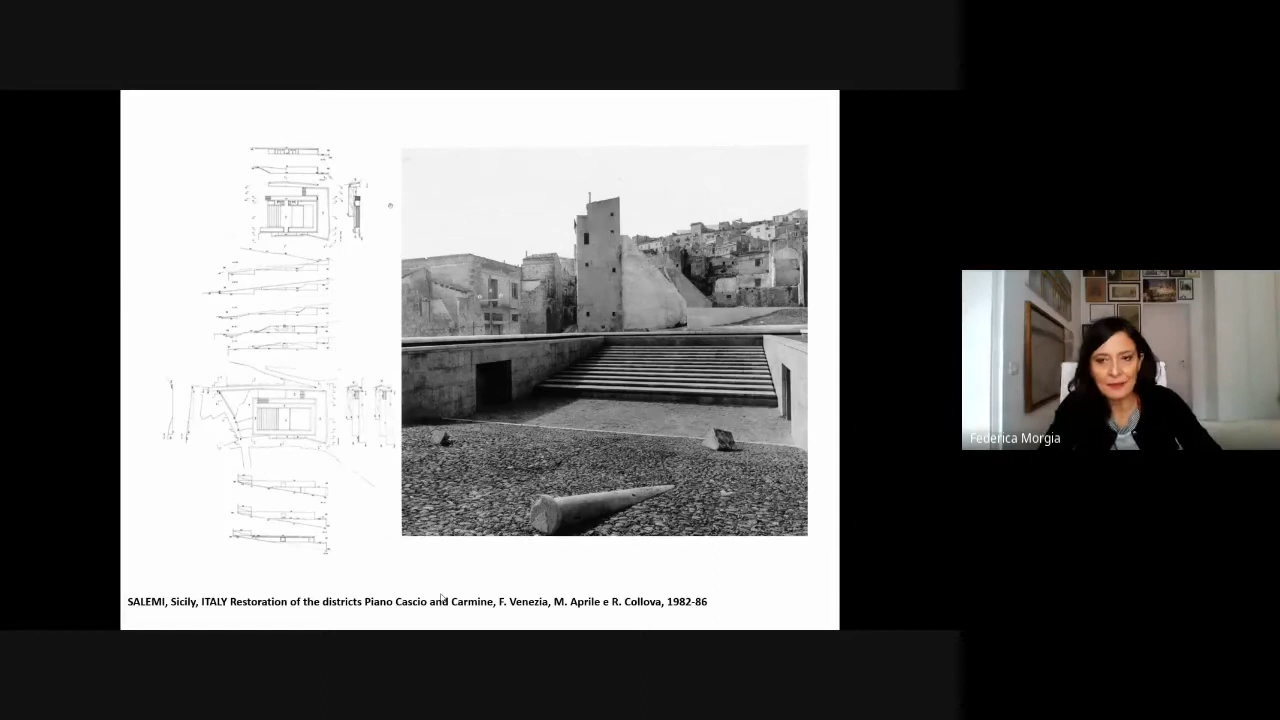 SALEMI, Sicily, ITALY Restoration of the districts Piano Cascio and Carmine, F. Venezia, M. Aprile e R. Collova, 1982-86
Federica Morgia